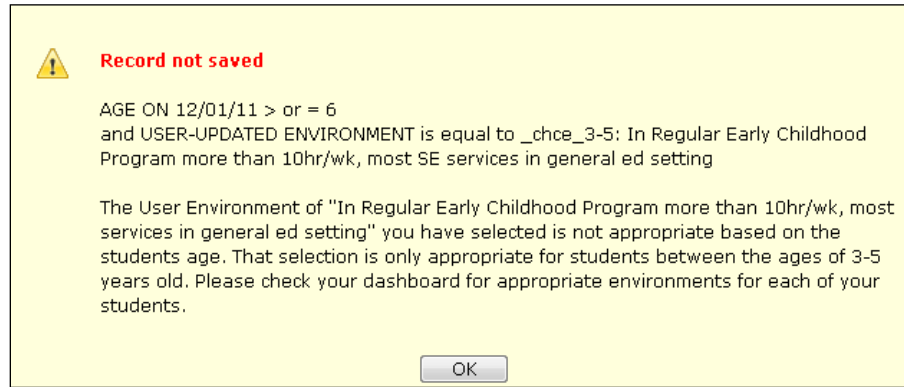 Record not saved
AGE ON 12/01/11 > or = 6
and USER-UPDATED ENVIRONMENT is equal to _chce_3-5: In Regular Early Childhood
Program more than 10hr/wk, most SE services in general ed setting
The User Environment of "In Regular Early Childhood Program more than 10hr/wk, most
services in general ed setting" you have selected is not appropriate based on the
students age. That selection is only appropriate for students between the ages of 3-5
years old. Please check your dashboard for appropriate environments for each of your
students.
OK